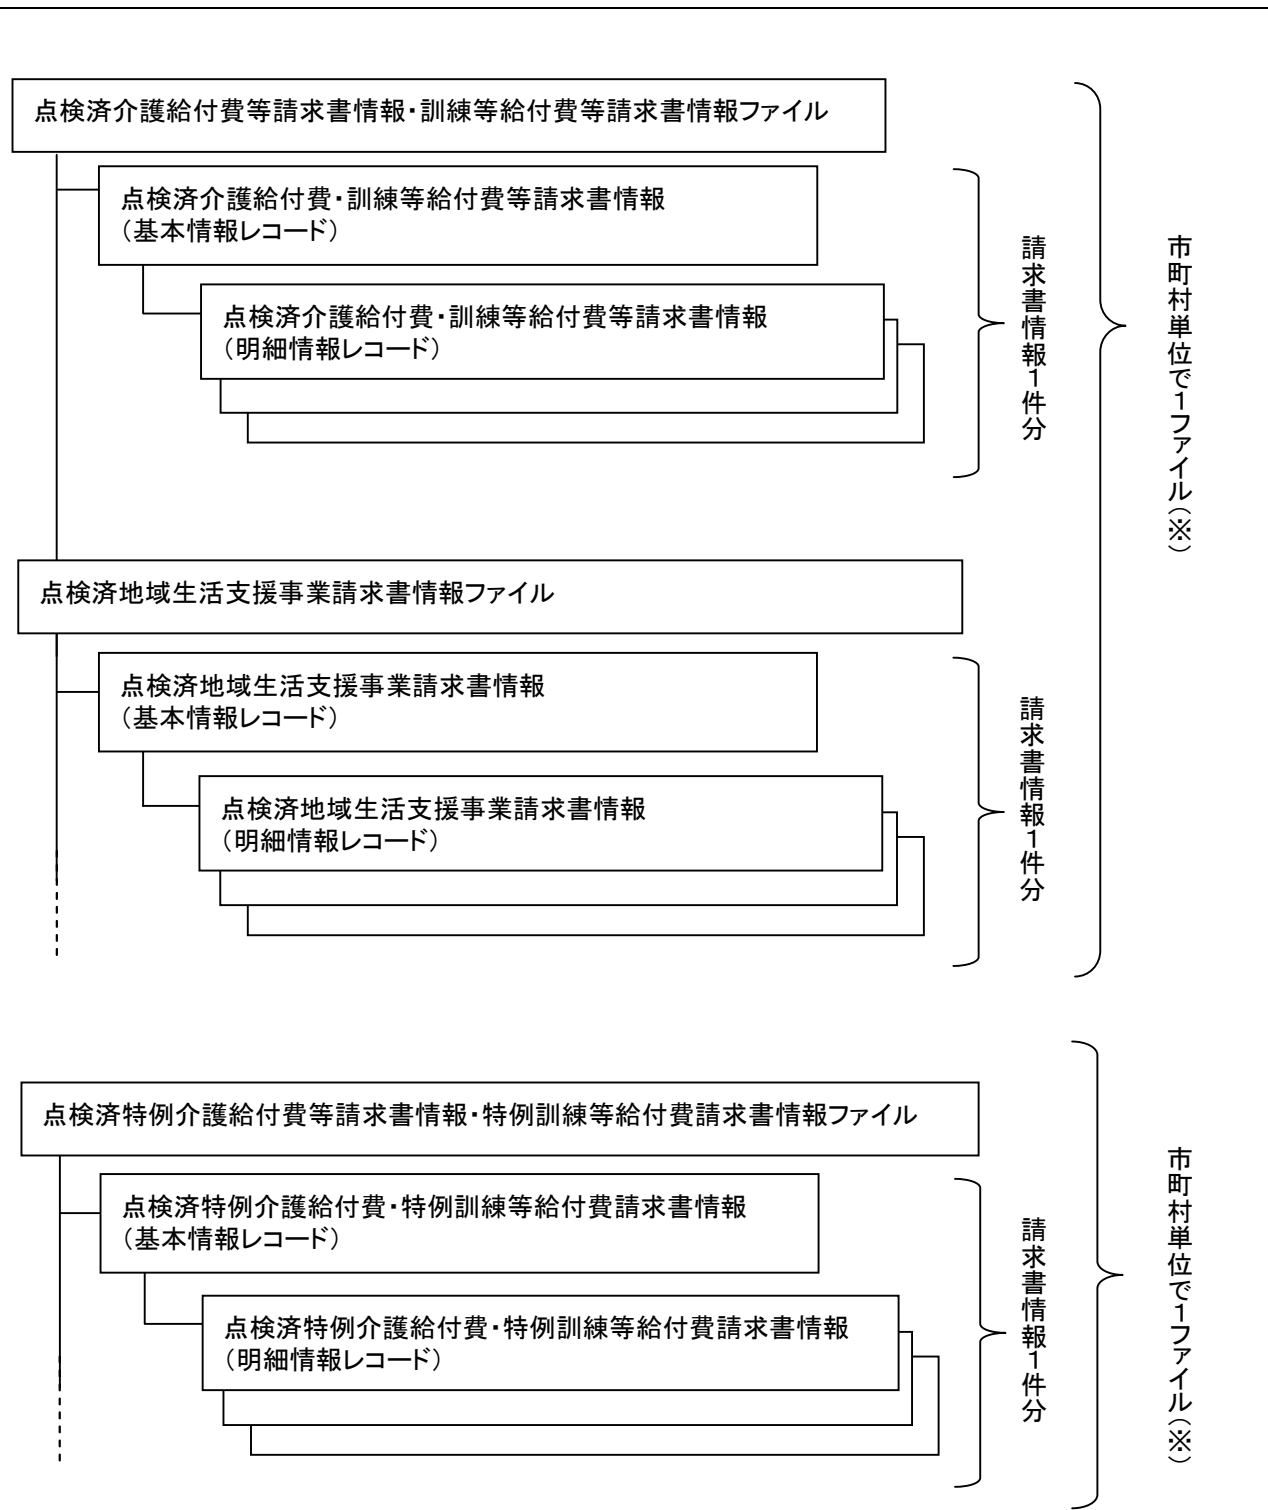 点検済介護給付費等請求書情報・訓練等給付費等請求書情報ファイル
点検済介護給付費・訓練等給付費等請求書情報
（基本情報レコード）
点検済介護給付費・訓練等給付費等請求書情報
（明細情報レコード）
請求書情報１件分
市町村単位で１ファイル（※）
点検済地域生活支援事業請求書情報ファイル
点検済地域生活支援事業請求書情報
（基本情報レコード）
点検済地域生活支援事業請求書情報
（明細情報レコード）
請求書情報１件分
点検済特例介護給付費等請求書情報・特例訓練等給付費請求書情報ファイル
点検済特例介護給付費・特例訓練等給付費請求書情報
（基本情報レコード）
点検済特例介護給付費・特例訓練等給付費請求書情報
（明細情報レコード）
請求書情報１件分
市町村単位で１ファイル（※）